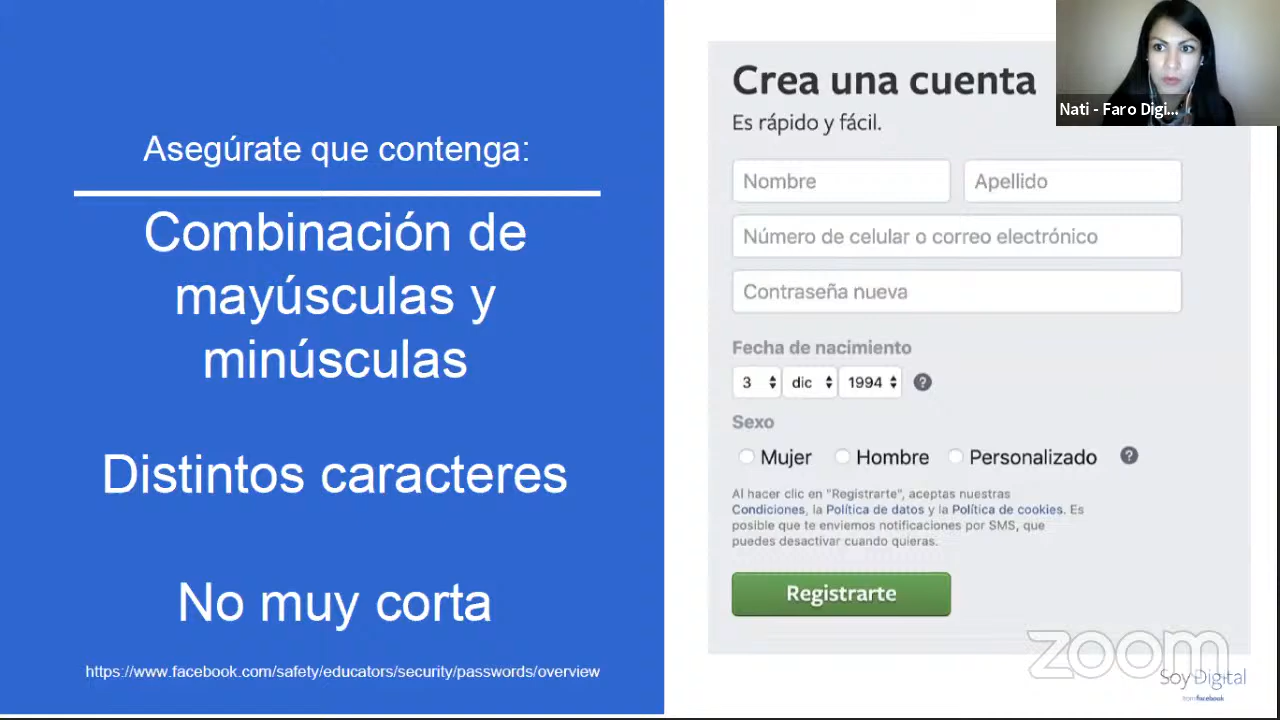 Asegúrate que contenga:
Combinación de
mayúsculas y
minúsculas
Distintos caracteres
No muy corta
https://www.facebook.com/safety/educators/security/passwords/overview
Crea una cuenta
Es rápido y fácil.
Nombre
Apellido
Número de celular o correo electrónico
Contraseña nueva
Fecha de nacimiento
3 dic 1994 ?
Sexo
Mujer Hombre Personalizado ?
Al hacer clic en "Registrarte", aceptas nuestras
Condiciones, la Política de datos y la Política de cookies. Es
posible que te enviemos notificaciones por SMS, que
puedes desactivar cuando quieras.
Registrarte
Nati - Faro Digi...
zoom
Soy Digital
from facebook